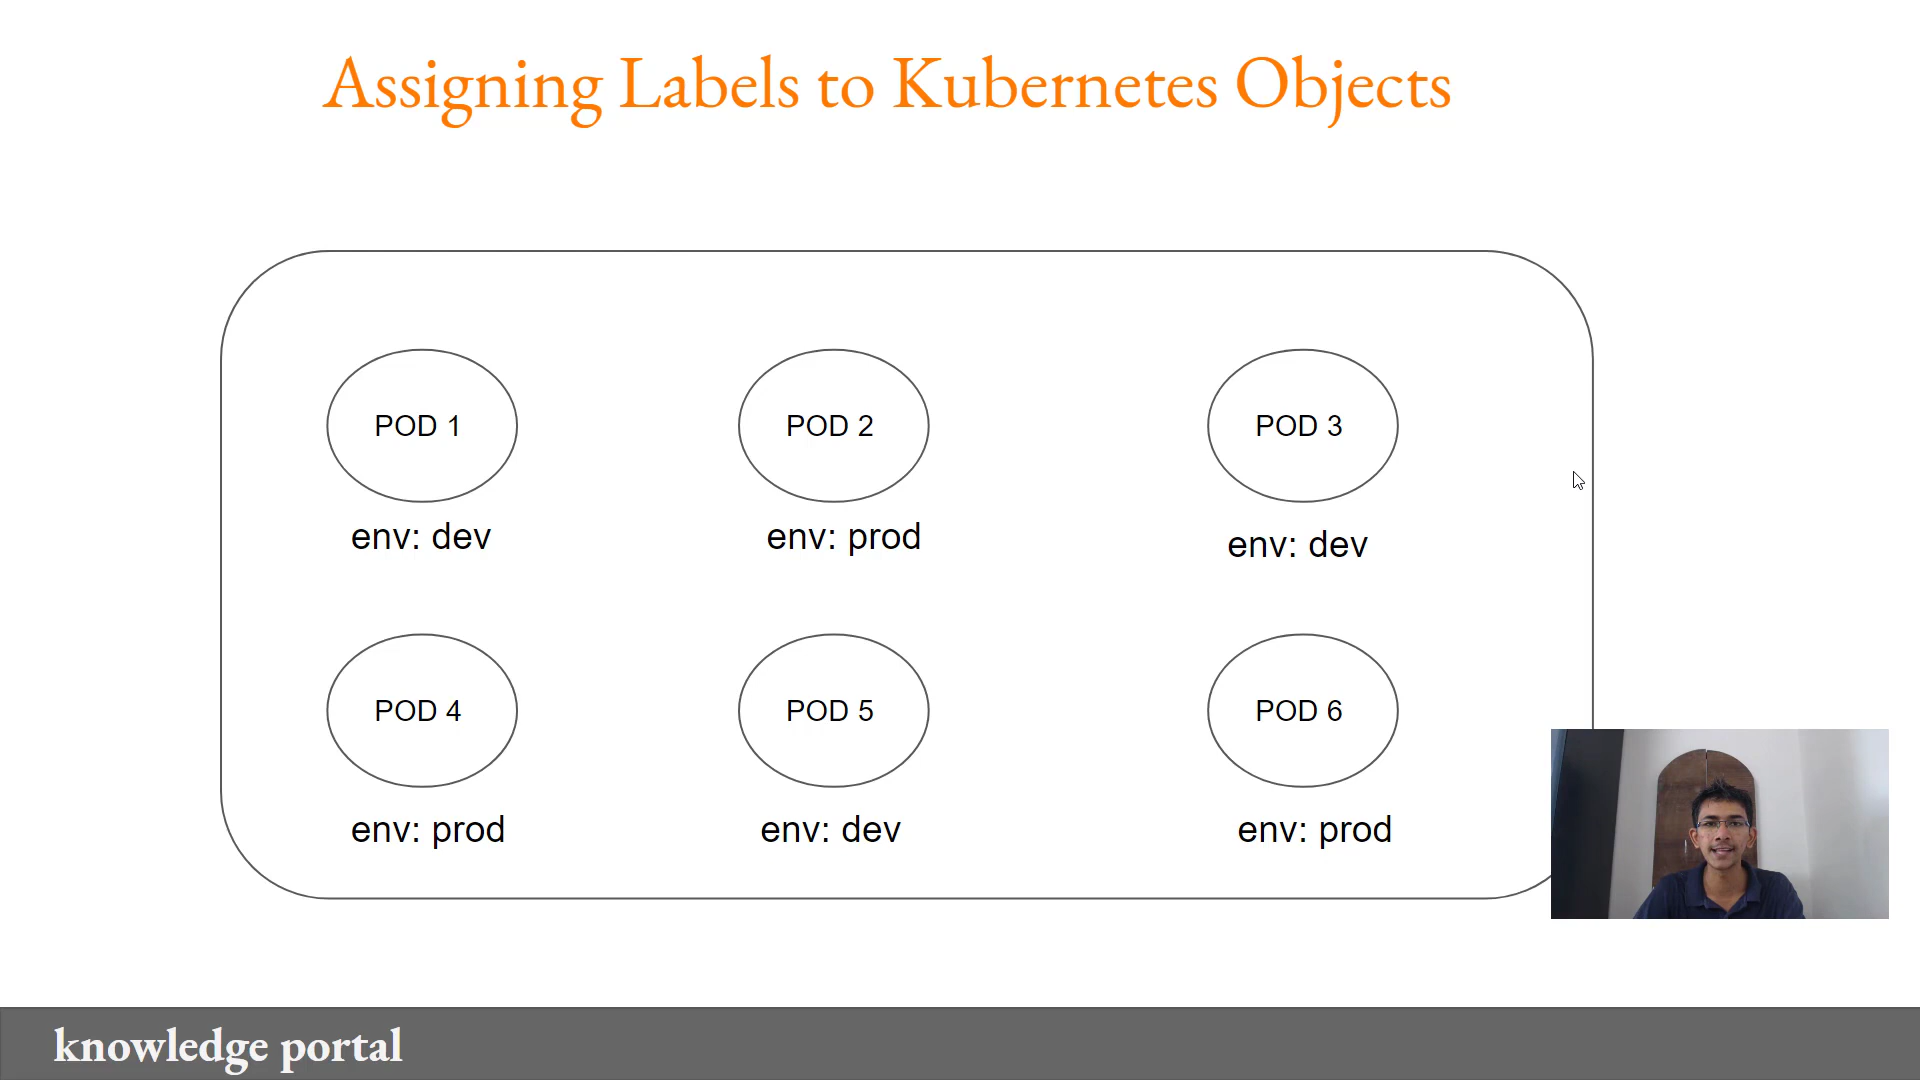 Assigning Labels to Kubernetes Objects
POD 1
POD 2
POD 3
env: dev
env: prod
env: dev
POD 4
POD 5
POD 6
env: prod
env: dev
env: prod
knowledge portal